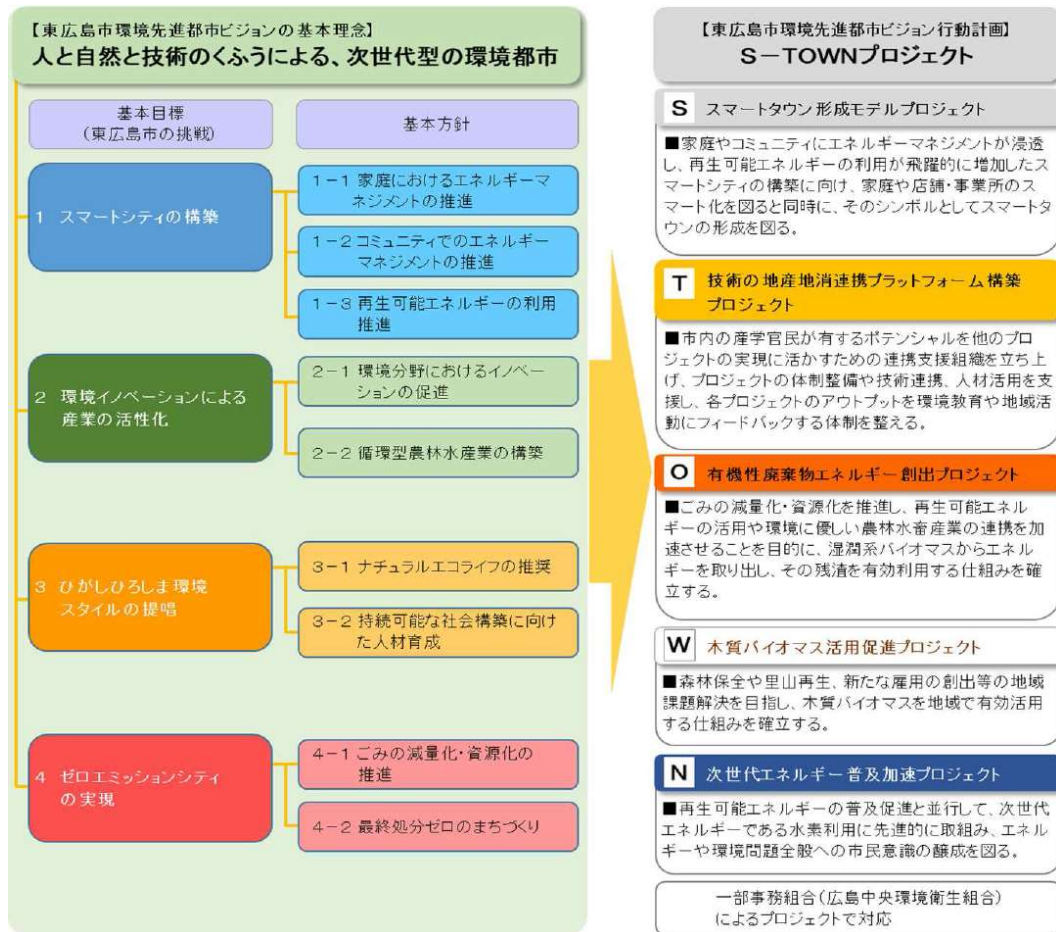 【東広島市環境先進都市ビジョンの基本理念】
人と自然と技術のくふうによる、次世代型の環境都市
基本目標
(東広島市の挑戦)
基本方針
1 スマートシティの構築
1-1 家庭におけるエネルギーマ
ネジメントの推進
1-2 コミュニティでのエネルギー
マネジメントの推進
1-3 再生可能エネルギーの利用
推進
2 環境イノベーションによる
産業の活性化
2-1 環境分野におけるイノベー
ションの促進
2-2 循環型農林水産業の構築
3 ひがしひろしま環境
スタイルの提唱
3-1 ナチュラルエコライフの推奨
3-2 持続可能な社会構築に向け
た人材育成
4 ゼロエミッションシティ
の実現
4-1 ごみの減量化・資源化の
推進
4-2 最終処分ゼロのまちづくり
【東広島市環境先進都市ビジョン行動計画】
S-TOWNプロジェクト
S スマートタウン形成モデルプロジェクト
■家庭やコミュニティにエネルギーマネジメントが浸透
し、再生可能エネルギーの利用が飛躍的に増加したス
マートシティの構築に向け、家庭や店舗・事業所のス
マート化を図ると同時に、そのシンボルとしてスマートタ
ウンの形成を図る。
T 技術の地産地消連携プラットフォーム構築
プロジェクト
■市内の産学官民が有するポテンシャルを他のプロ
ジェクトの実現に活かすための連携支援組織を立ち上
げ、プロジェクトの体制整備や技術連携、人材活用を支
援し、各プロジェクトのアウトプットを環境教育や地域活
動にフィードバックする体制を整える。
O 有機性廃棄物エネルギー創出プロジェクト
■ごみの減量化・資源化を推進し、再生可能エネル
ギーの活用や環境に優しい農林水畜産業の連携を加
速させることを目的に、湿潤系バイオマスからエネル
ギーを取り出し、その残渣を有効利用する仕組みを確
立する。
W 木質バイオマス活用促進プロジェクト
■森林保全や里山再生、新たな雇用の創出等の地域
課題解決を目指し、木質バイオマスを地域で有効活用
する仕組みを確立する。
N 次世代エネルギー普及加速プロジェクト
■再生可能エネルギーの普及促進と並行して、次世代
エネルギーである水素利用に先進的に取組み、エネル
ギーや環境問題全般への市民意識の醸成を図る。
一部事務組合(広島中央環境衛生組合)
によるプロジェクトで対応